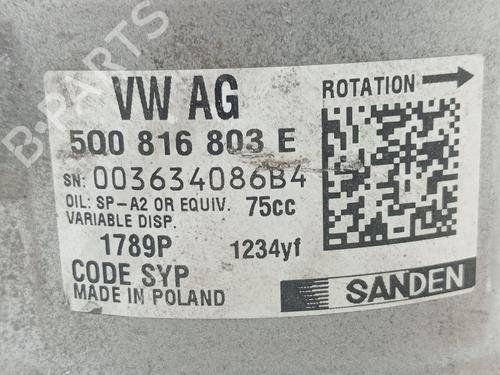 VW AG
ROTATION
5Q0 816 803 E
SN: 003634086B4
OIL: SP-A2 OR EQUIV. 75cc
VARIABLE DISP.
1789P 1234yf
CODE SYP
MADE IN POLAND
SANDEN
B-PARTS